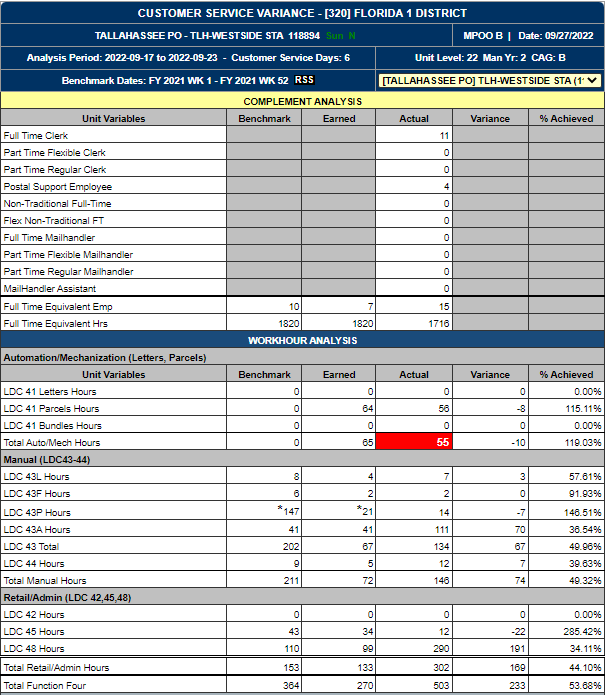 CUSTOMER SERVICE VARIANCE - [320] FLORIDA 1 DISTRICT
TALLAHASSEE PO - TLH-WESTSIDE STA 118894 Sun N MPOO B | Date: 09/27/2022
Analysis Period: 2022-09-17 to 2022-09-23 - Customer Service Days: 6 Unit Level: 22 Man Yr: 2 CAG: B
Benchmark Dates: FY 2021 WK 1 - FY 2021 WK 52 RSS [TALLAHASSEE PO] TLH-WESTSIDE STA (1
COMPLEMENT ANALYSIS
Unit Variables Benchmark Earned Actual Variance % Achieved
Full Time Clerk 11
Part Time Flexible Clerk 0
Part Time Regular Clerk 0
Postal Support Employee 4
Non-Traditional Full-Time 0
Flex Non-Traditional FT 0
Full Time Mailhandler 0
Part Time Flexible Mailhandler 0
Part Time Regular Mailhandler 0
MailHandler Assistant 0
Full Time Equivalent Emp 10 7 15
Full Time Equivalent Hrs 1820 1820 1716
WORKHOUR ANALYSIS
Automation/Mechanization (Letters, Parcels)
Unit Variables Benchmark Earned Actual Variance % Achieved
LDC 41 Letters Hours 0 0 0 0 0.00%
LDC 41 Parcels Hours 0 64 56 -8 115.11%
LDC 41 Bundles Hours 0 0 0 0 0.00%
Total Auto/Mech Hours 0 65 55 -10 119.03%
Manual (LDC43-44)
LDC 43L Hours 8 4 7 3 57.61%
LDC 43F Hours 6 2 2 0 91.93%
LDC 43P Hours *147 *21 14 -7 146.51%
LDC 43A Hours 41 41 111 70 36.54%
LDC 43 Total 202 67 134 67 49.96%
LDC 44 Hours 9 5 12 7 39.63%
Total Manual Hours 211 72 146 74 49.32%
Retail/Admin (LDC 42,45,48)
LDC 42 Hours 0 0 0 0 0.00%
LDC 45 Hours 43 34 12 -22 285.42%
LDC 48 Hours 110 99 290 191 34.11%
Total Retail/Admin Hours 153 133 302 169 44.10%
Total Function Four 364 270 503 233 53.68%